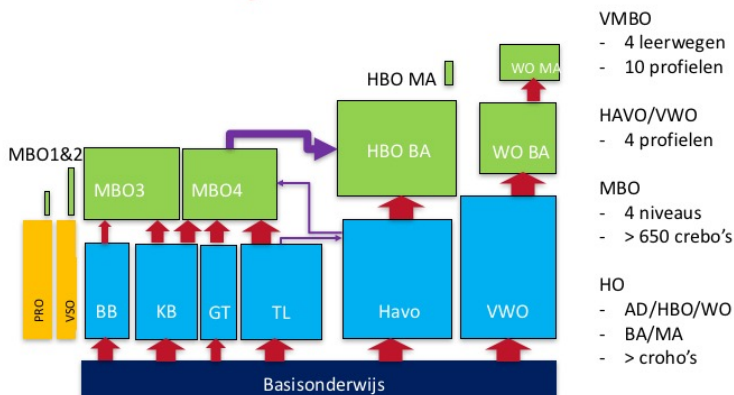 VMBO
- 4 leerwegen
- 10 profielen
HAVO/VWO
- 4 profielen
MBO
- 4 niveaus
- > 650 crebo's
HO
- AD/HBO/WO
- BA/MA
- > croho's
WO MA
HBO MA
HBO BA
WO BA
MBO1&2
MBO3
MBO4
PRO
VSO
BB
KB
GT
TL
Havo
VWO
Basisonderwijs